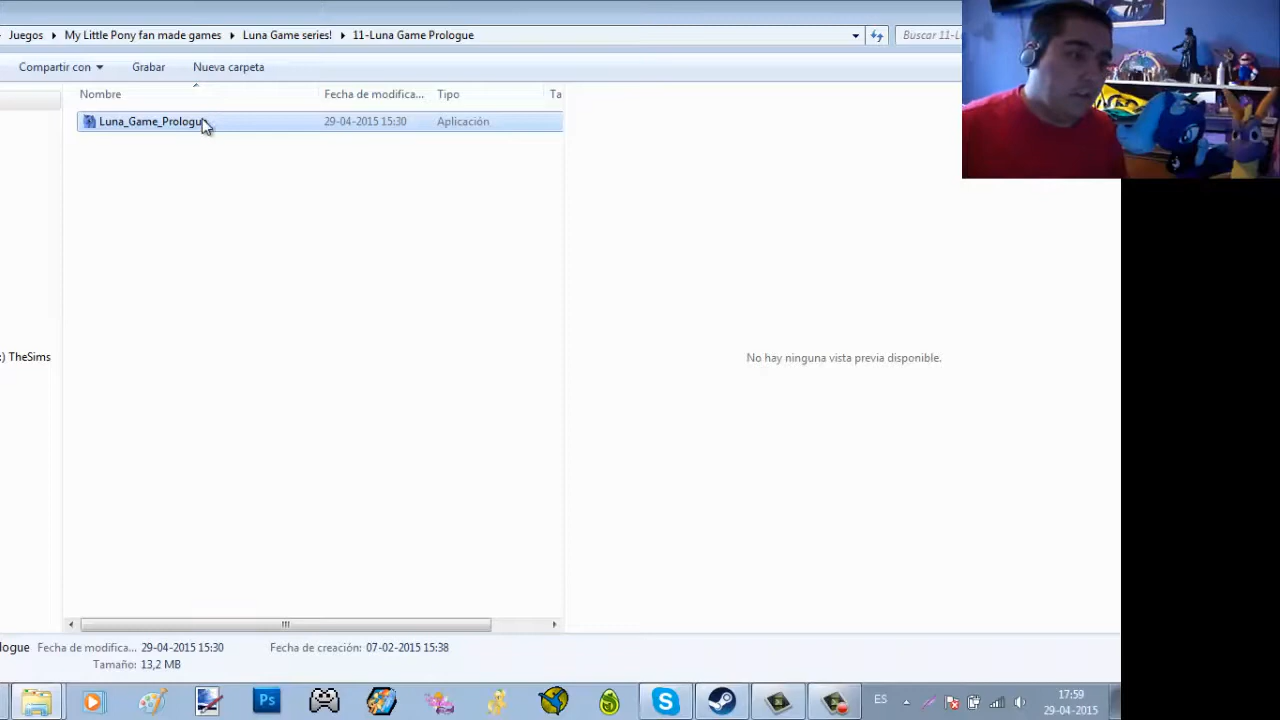 Juegos
My Little Pony fan made games
Luna Game series!
11-Luna Game Prologue
Buscar 11-L
Compartir con
Grabar
Nueva carpeta
Nombre
Fecha de modifica...
Tipo
Ta
Luna_Game_Prologu
29-04-2015 15:30
Aplicación
:) TheSims
No hay ninguna vista previa disponible.
logue
Fecha de modifica... 29-04-2015 15:30
Fecha de creación: 07-02-2015 15:38
Tamaño: 13,2 MB
Ps
S
ES
17:59
29-04-2015